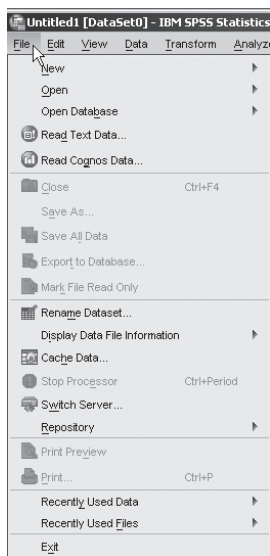 Untitled1 [DataSet0] - IBM SPSS Statistics
File Edit View Data Transform Analyze
New
Open
Open Database
Read Text Data...
Read Cognos Data...
Close Ctrl+F4
Save As...
Save All Data
Export to Database...
Mark File Read Only
Rename Dataset...
Display Data File Information
Cache Data...
Stop Processor Ctrl+Period
Switch Server...
Repository
Print Preview
Print... Ctrl+P
Recently Used Data
Recently Used Files
Exit